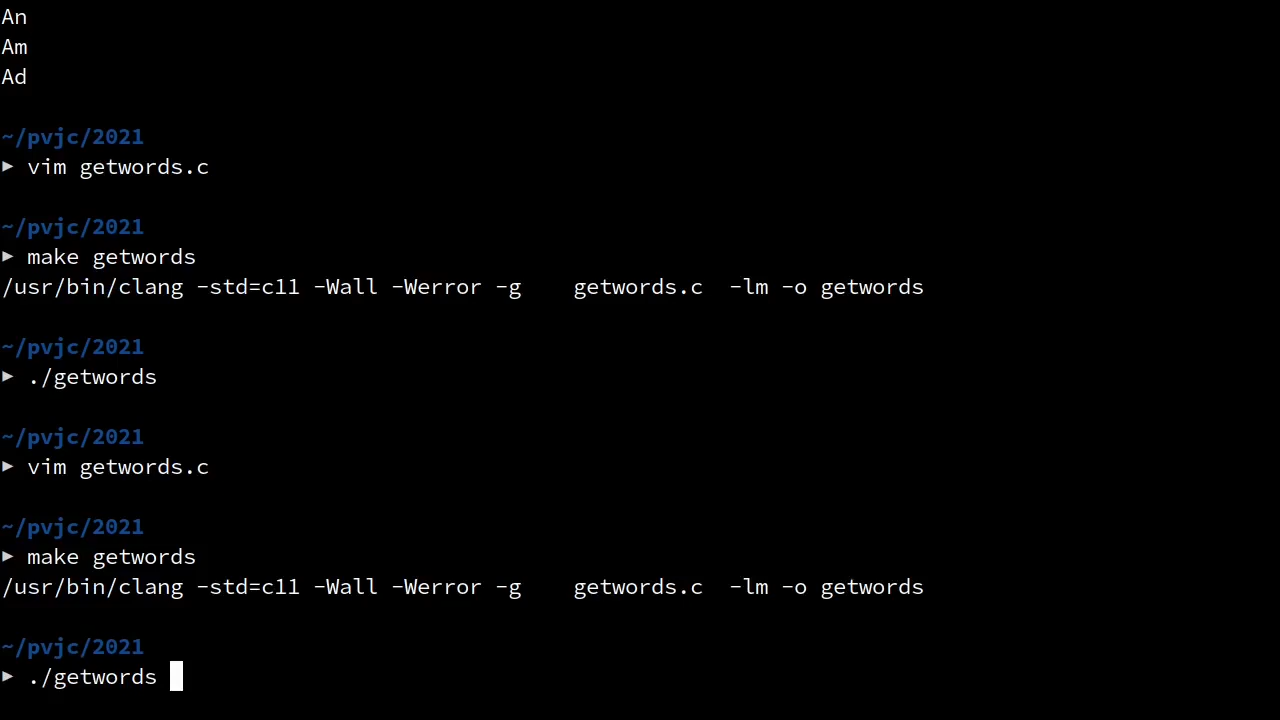 An
Am
Ad
~/pvjc/2021
▶ vim getwords.c
~/pvjc/2021
▶ make getwords
/usr/bin/clang -std=c11 -Wall -Werror -g    getwords.c  -lm -o getwords
~/pvjc/2021
▶ ./getwords
~/pvjc/2021
▶ vim getwords.c
~/pvjc/2021
▶ make getwords
/usr/bin/clang -std=c11 -Wall -Werror -g    getwords.c  -lm -o getwords
~/pvjc/2021
▶ ./getwords